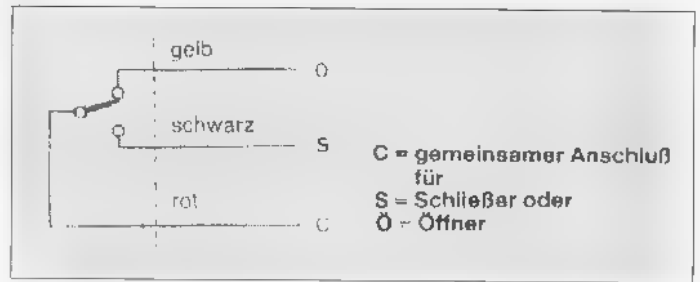 gelb
Ö
schwarz
S
rot
C
C = gemeinsamer Anschluß
für
S = Schließer oder
Ö = Öffner